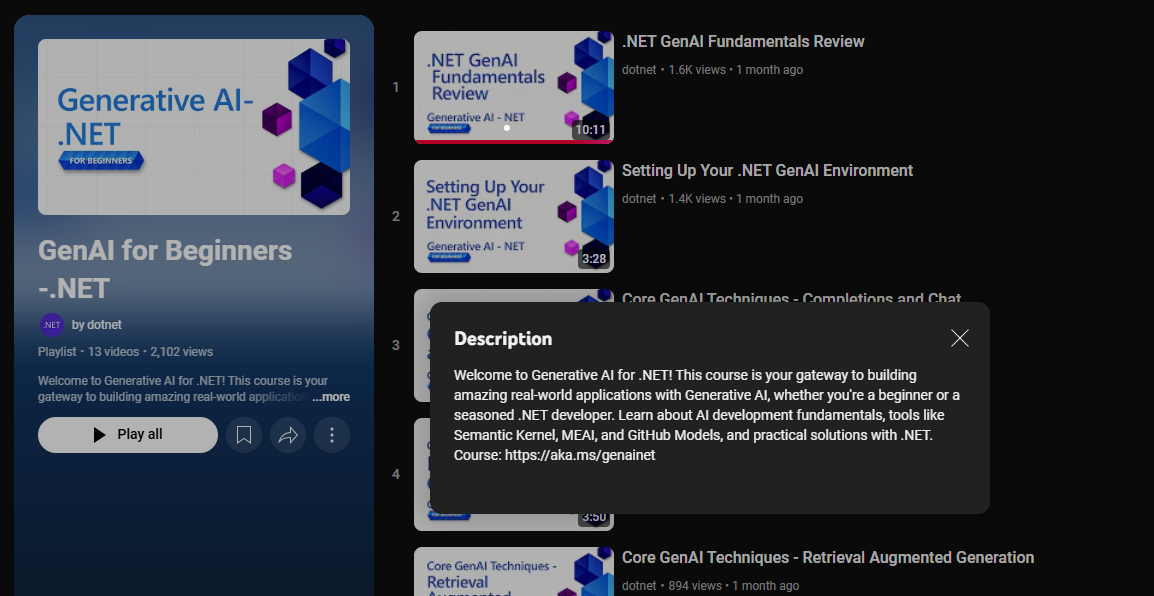 Generative AI-
.NET
FOR BEGINNERS
GenAI for Beginners
-.NET
.NET by dotnet
Playlist • 13 videos • 2,102 views
Welcome to Generative AI for .NET! This course is your
gateway to building amazing real-world application ...more
Play all
1
.NET GenAI
Fundamentals
Review
Generative AI - NET
FOR BEGINNERS
10:11
.NET GenAI Fundamentals Review
dotnet • 1.6K views • 1 month ago
2
Setting Up Your
.NET GenAI
Environment
Generative AI - NET
FOR BEGINNERS
3:28
Setting Up Your .NET GenAI Environment
dotnet • 1.4K views • 1 month ago
3
Core GenAI Techniques - Completions and Chat
Description
Welcome to Generative AI for .NET! This course is your gateway to building
amazing real-world applications with Generative AI, whether you're a beginner or a
seasoned .NET developer. Learn about AI development fundamentals, tools like
Semantic Kernel, MEAI, and GitHub Models, and practical solutions with .NET.
Course: https://aka.ms/genainet
4
3:50
Core GenAI Techniques -
Retrieval
Augmented
Core GenAI Techniques - Retrieval Augmented Generation
dotnet • 894 views • 1 month ago